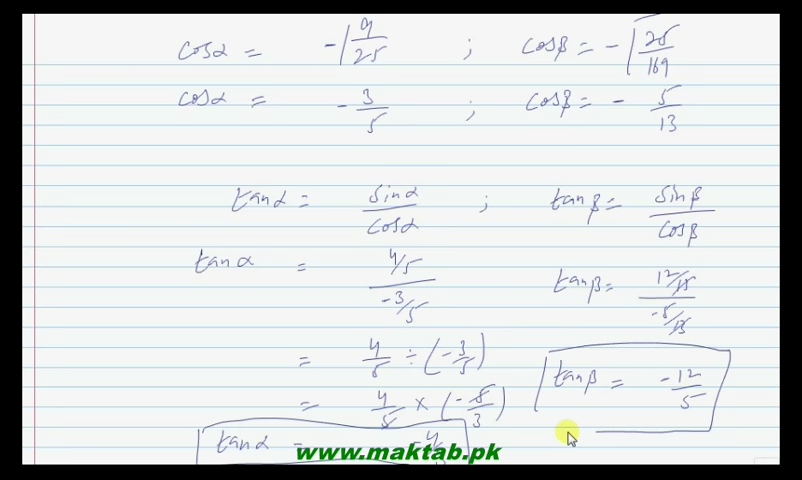 cosα = -√9/25 ; cosβ = -√25/169
cosα = -3/5 ; cosβ = -5/13
tanα = sinα/cosα ; tanβ = sinβ/cosβ
tanα = 4/5/-3/5 tanβ = 12/13/-5/13
= 4/5 ÷ (-3/5) tanβ = -12/5
= 4/5 × (-5/3)
tanα = -4/3
www.maktab.pk